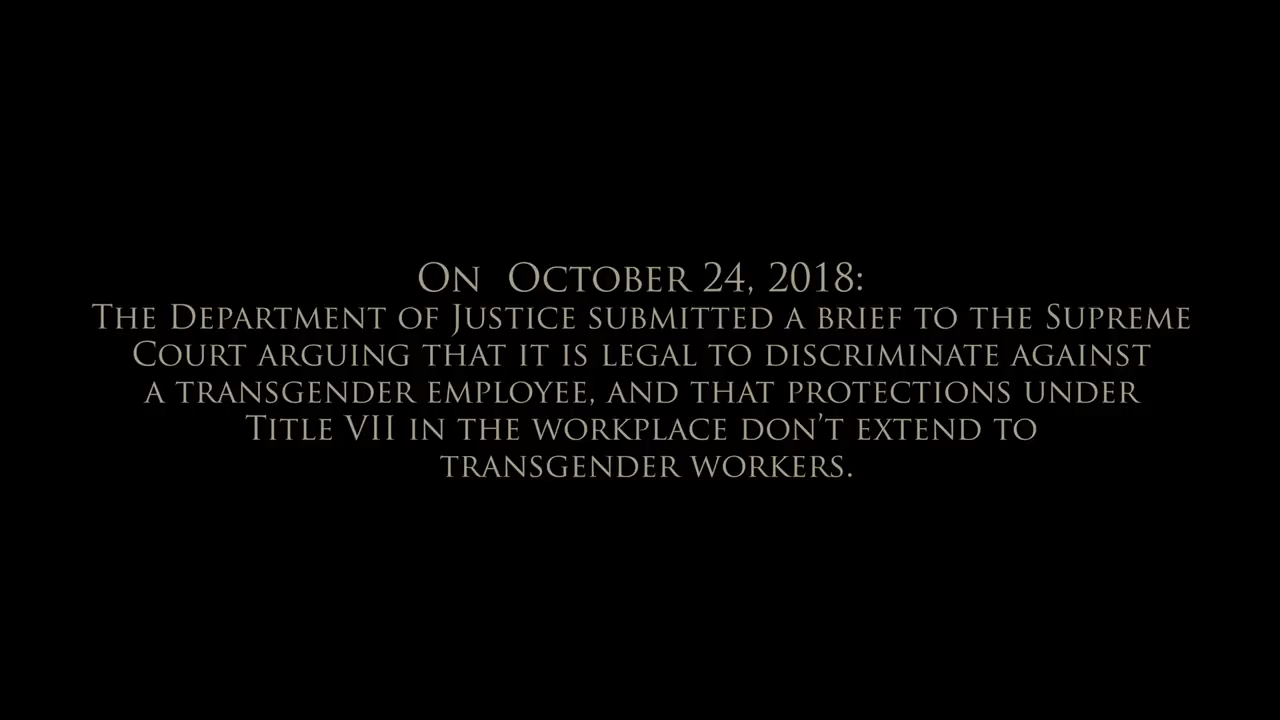 On October 24, 2018:
The Department of Justice submitted a brief to the Supreme
Court arguing that it is legal to discriminate against
a transgender employee, and that protections under
Title VII in the workplace don’t extend to
transgender workers.